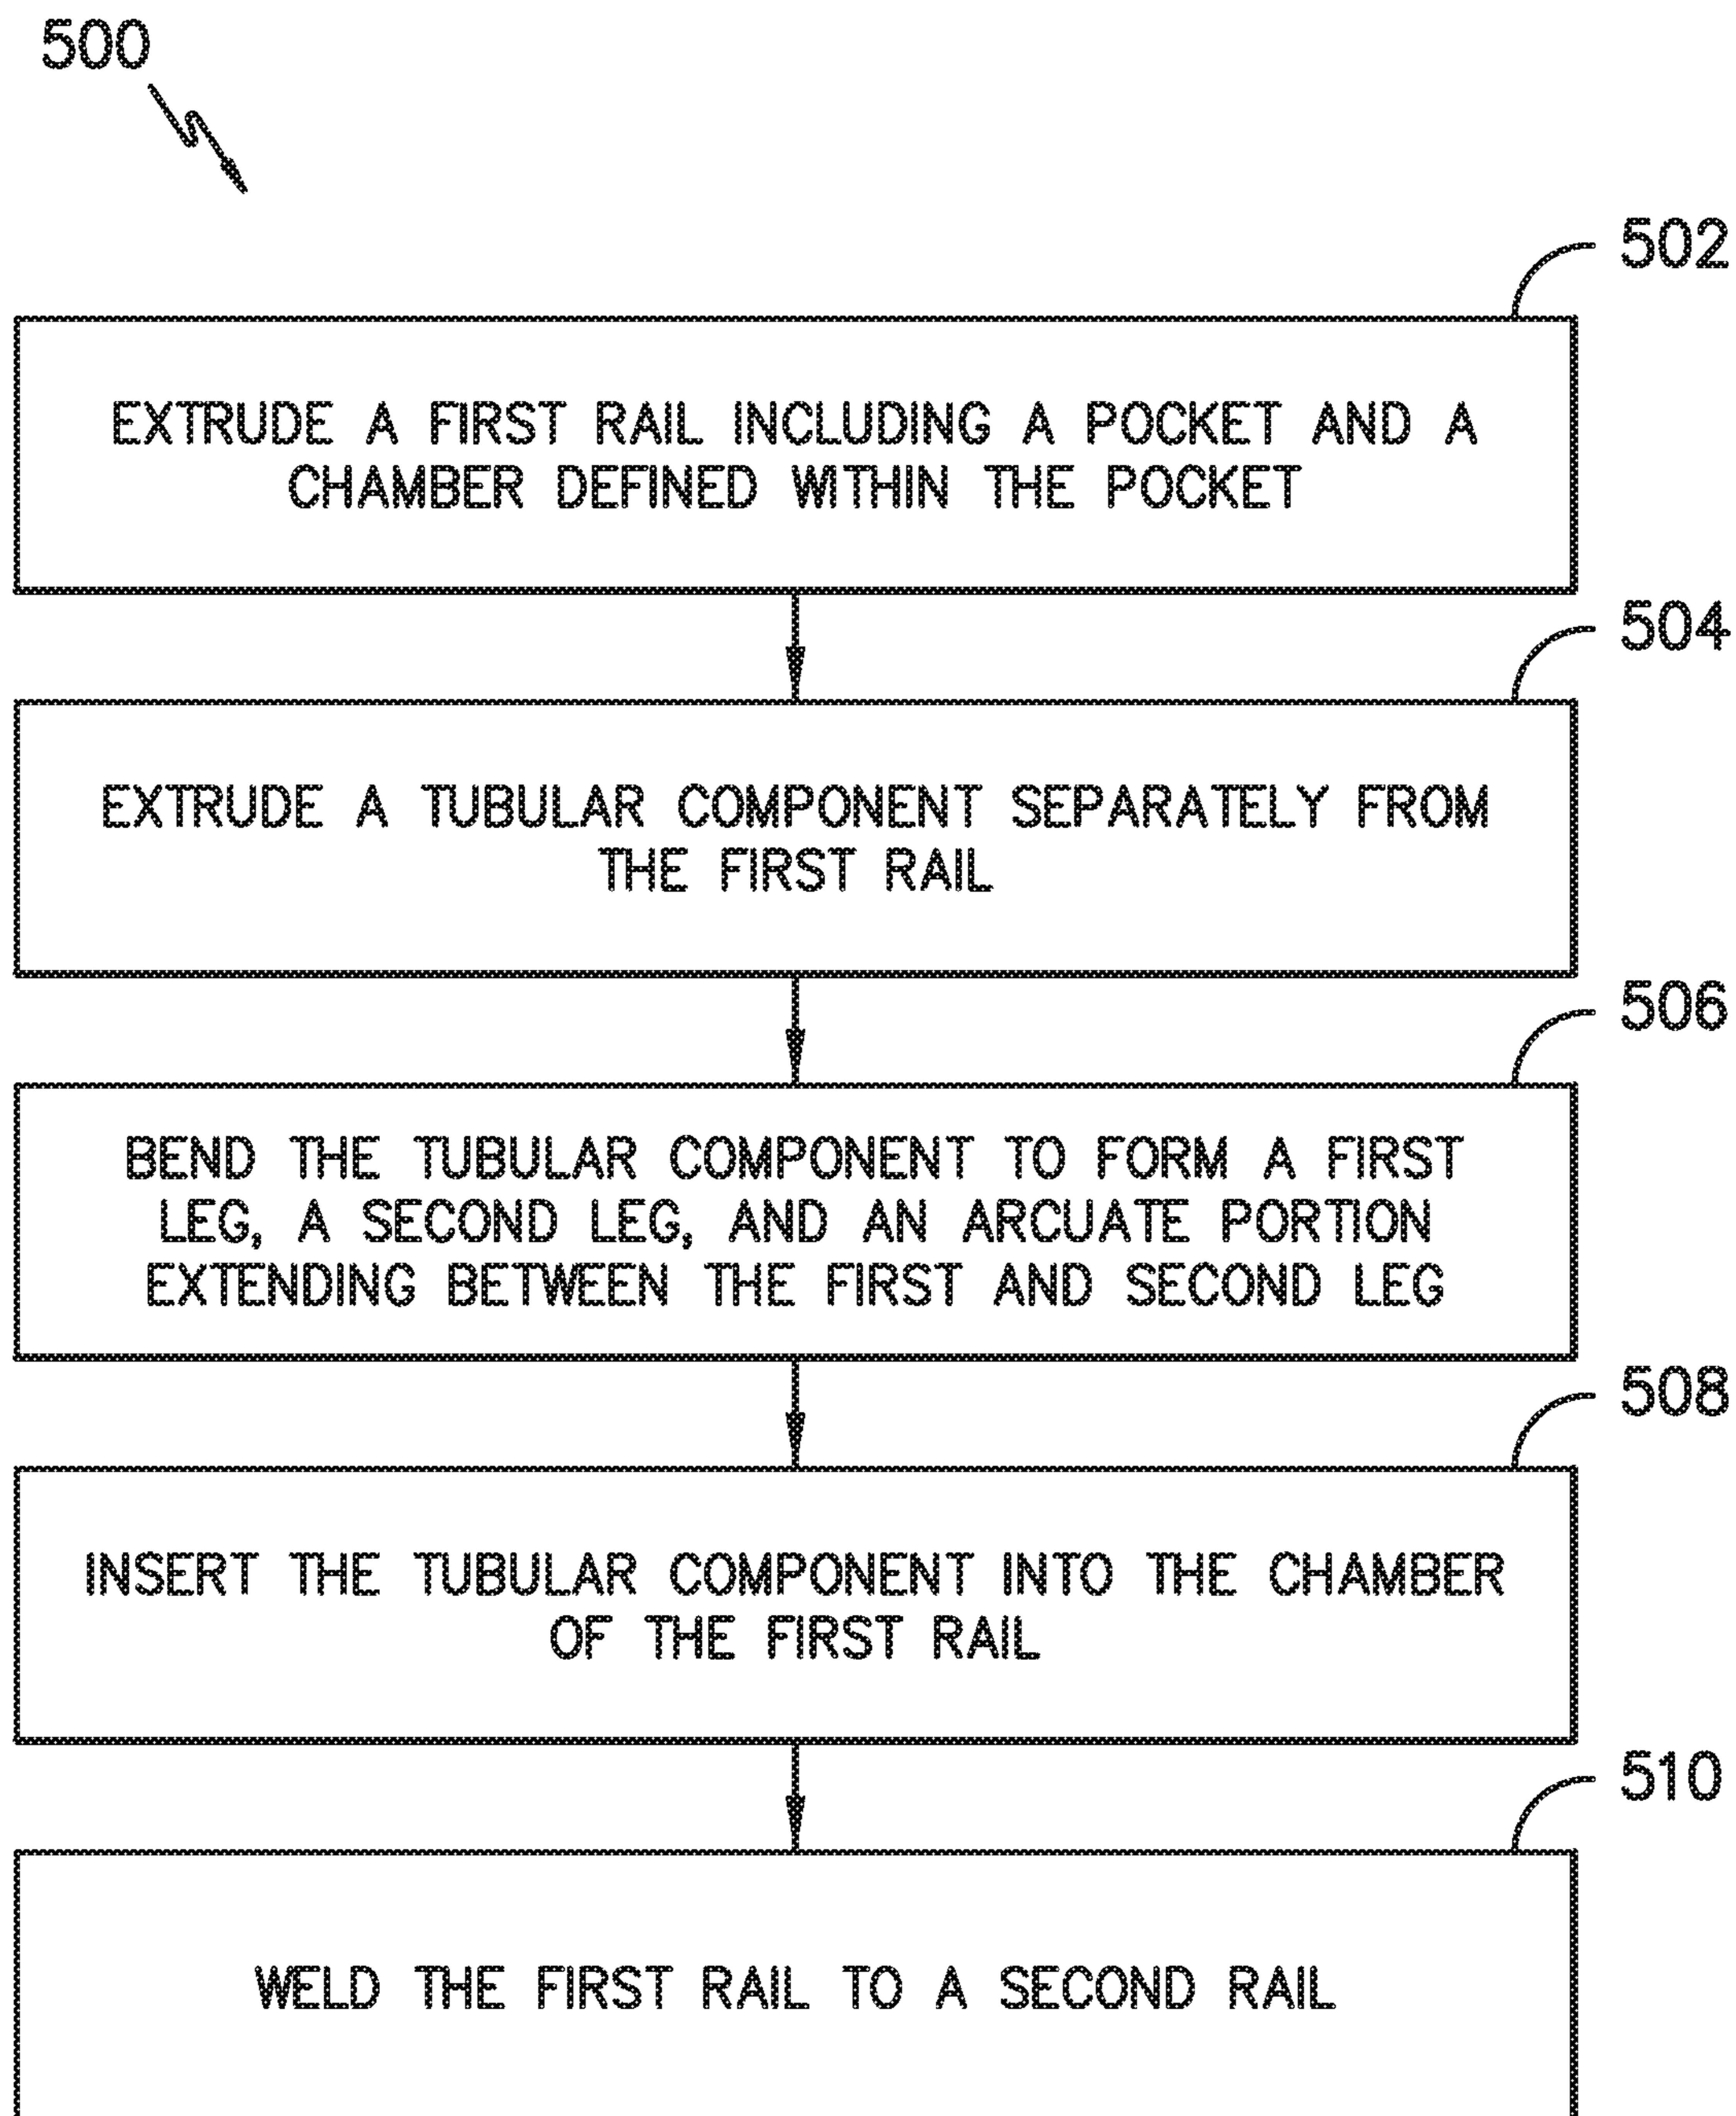 500
502
EXTRUDE A FIRST RAIL INCLUDING A POCKET AND A
CHAMBER DEFINED WITHIN THE POCKET
504
EXTRUDE A TUBULAR COMPONENT SEPARATELY FROM
THE FIRST RAIL
506
BEND THE TUBULAR COMPONENT TO FORM A FIRST
LEG, A SECOND LEG, AND AN ARCUATE PORTION
EXTENDING BETWEEN THE FIRST AND SECOND LEG
508
INSERT THE TUBULAR COMPONENT INTO THE CHAMBER
OF THE FIRST RAIL
510
WELD THE FIRST RAIL TO A SECOND RAIL